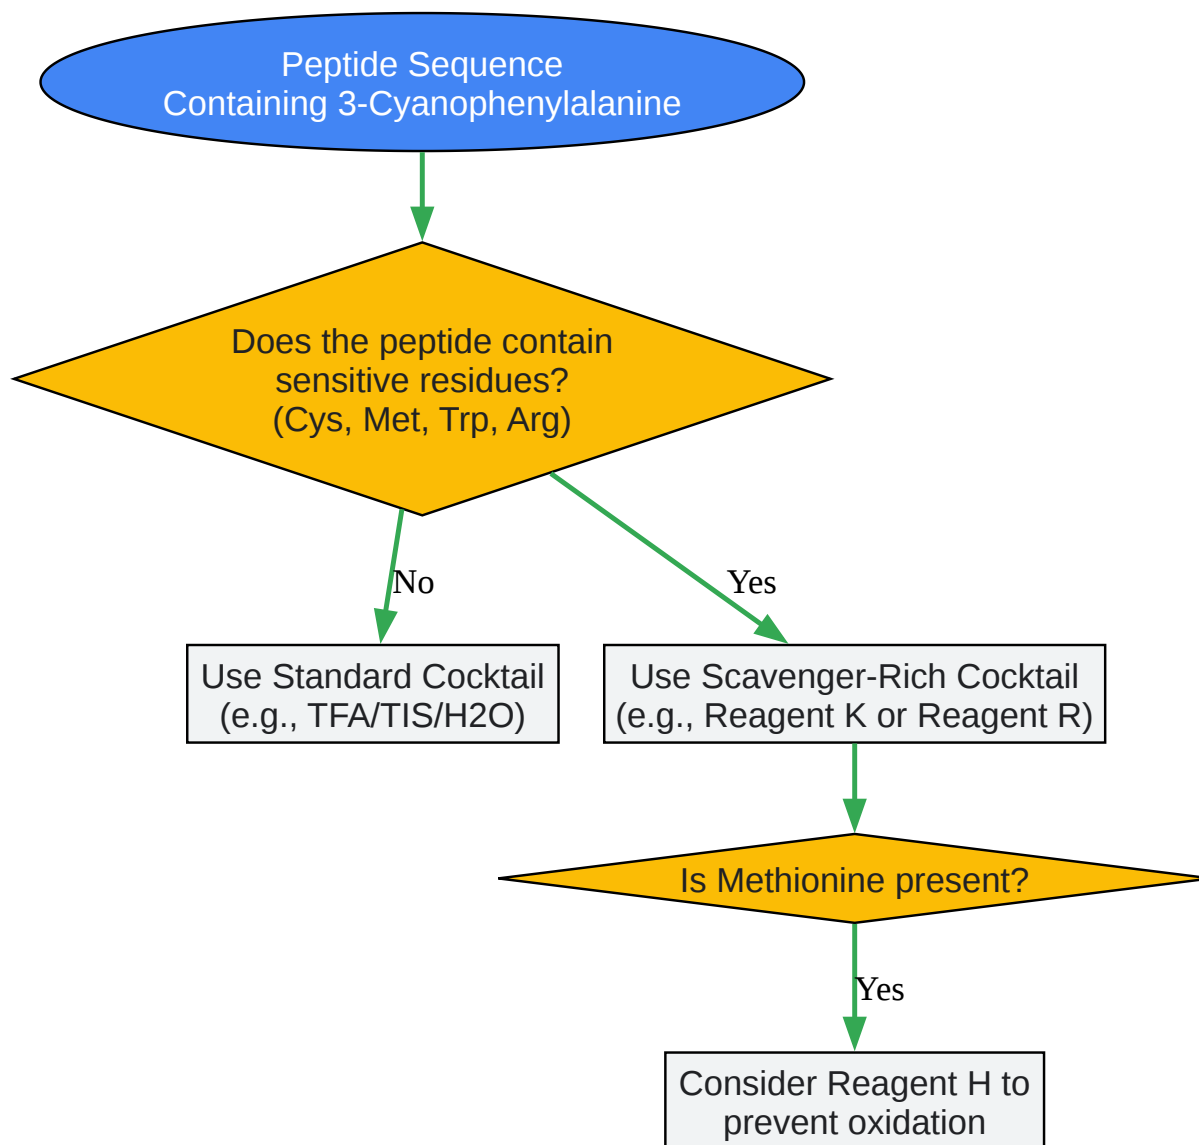 Peptide Sequence
Containing 3-Cyanophenylalanine
Does the peptide contain
sensitive residues?
(Cys, Met, Trp, Arg)
No
Yes
Use Standard Cocktail
(e.g., TFA/TIS/H2O)
Use Scavenger-Rich Cocktail
(e.g., Reagent K or Reagent R)
Is Methionine present?
Yes
Consider Reagent H to
prevent oxidation